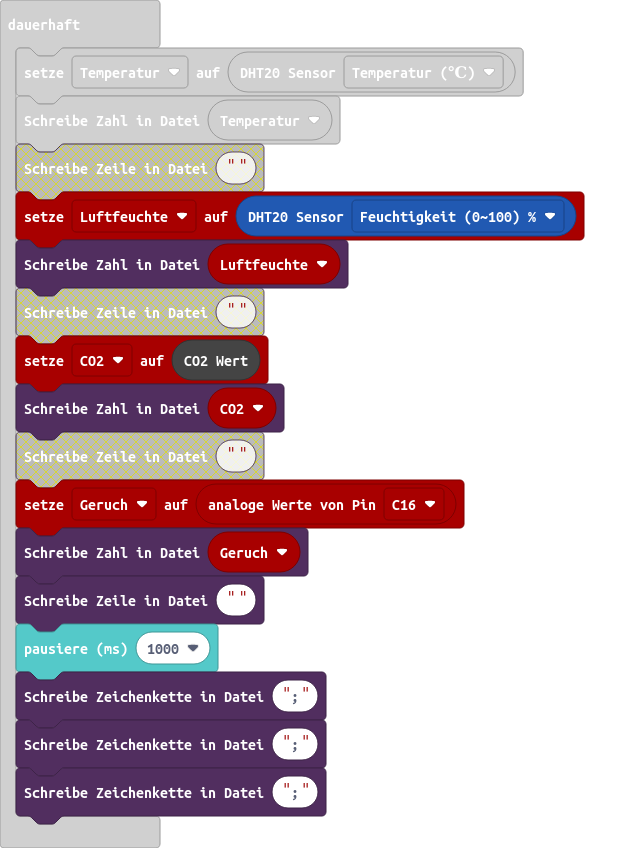 dauerhaft
setze Temperatur auf DHT20 Sensor Temperatur (℃)
Schreibe Zahl in Datei Temperatur
Schreibe Zeile in Datei " "
setze Luftfeuchte auf DHT20 Sensor Feuchtigkeit (0~100) %
Schreibe Zahl in Datei Luftfeuchte
Schreibe Zeile in Datei " "
setze CO2 auf CO2 Wert
Schreibe Zahl in Datei CO2
Schreibe Zeile in Datei " "
setze Geruch auf analoge Werte von Pin C16
Schreibe Zahl in Datei Geruch
Schreibe Zeile in Datei " "
pausiere (ms) 1000
Schreibe Zeichenkette in Datei ";"
Schreibe Zeichenkette in Datei ";"
Schreibe Zeichenkette in Datei ";"